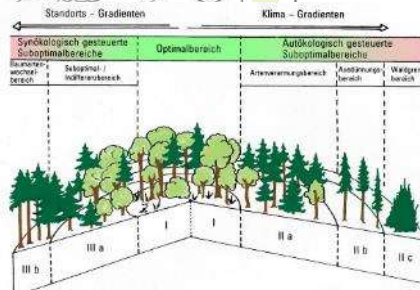 Standorts – Gradienten
Klima – Gradienten
Synökologisch gesteuerte
Suboptimalbereiche
Optimalbereich
Autökologisch gesteuerte
Suboptimalbereiche
Baumarten-
wechsel-
bereich
Suboptimal- /
Indifferenzbereich
Artenverarmungsbereich
Ausdünnungs-
bereich
Waldgrenz-
bereich
III b
III a
I
I
II a
II b
II c